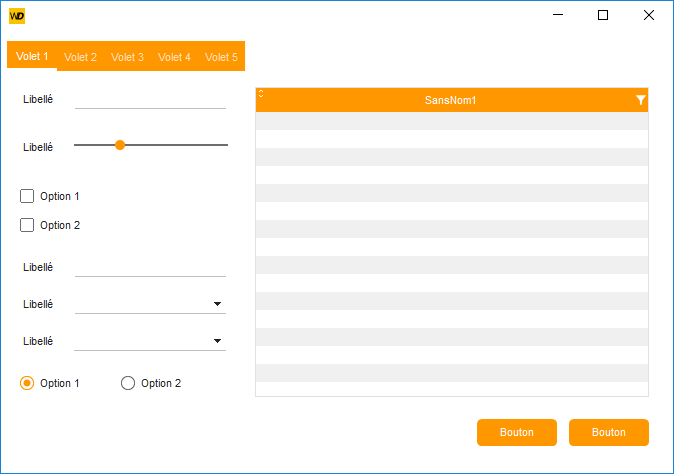 WD
Volet 1 Volet 2 Volet 3 Volet 4 Volet 5
Libellé
SansNom1
Libellé
Option 1
Option 2
Libellé
Libellé
Libellé
Option 1 Option 2
Bouton Bouton